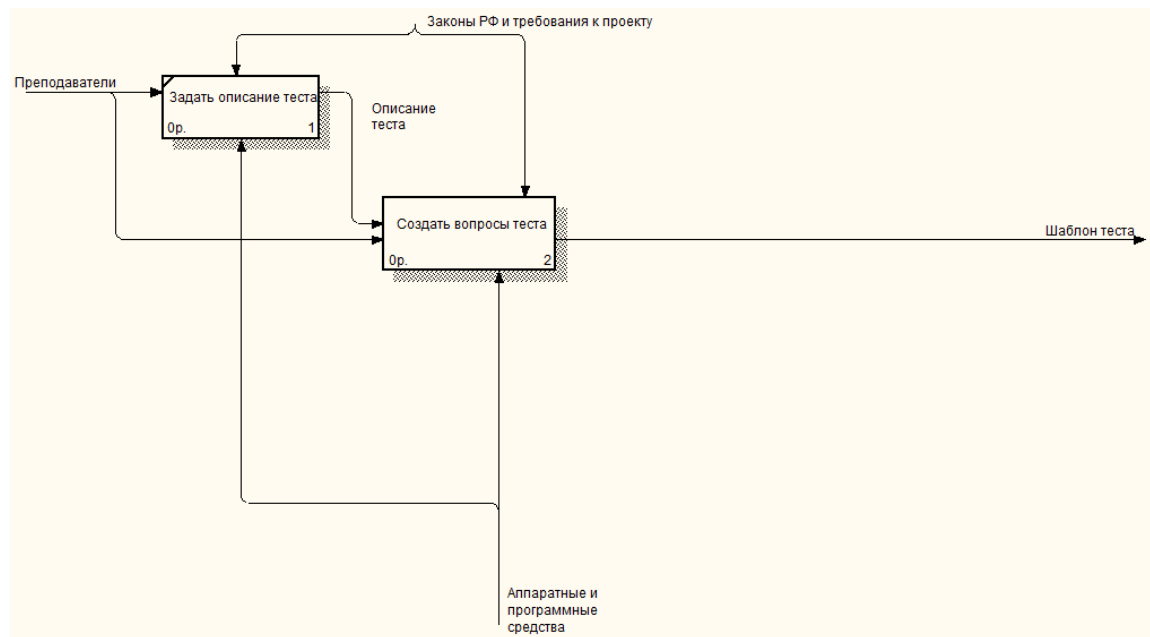 Законы РФ и требования к проекту
Преподаватели
Задать описание теста
0р. 1
Описание
теста
Создать вопросы теста
0р. 2
Шаблон теста
Аппаратные и
программные
средства